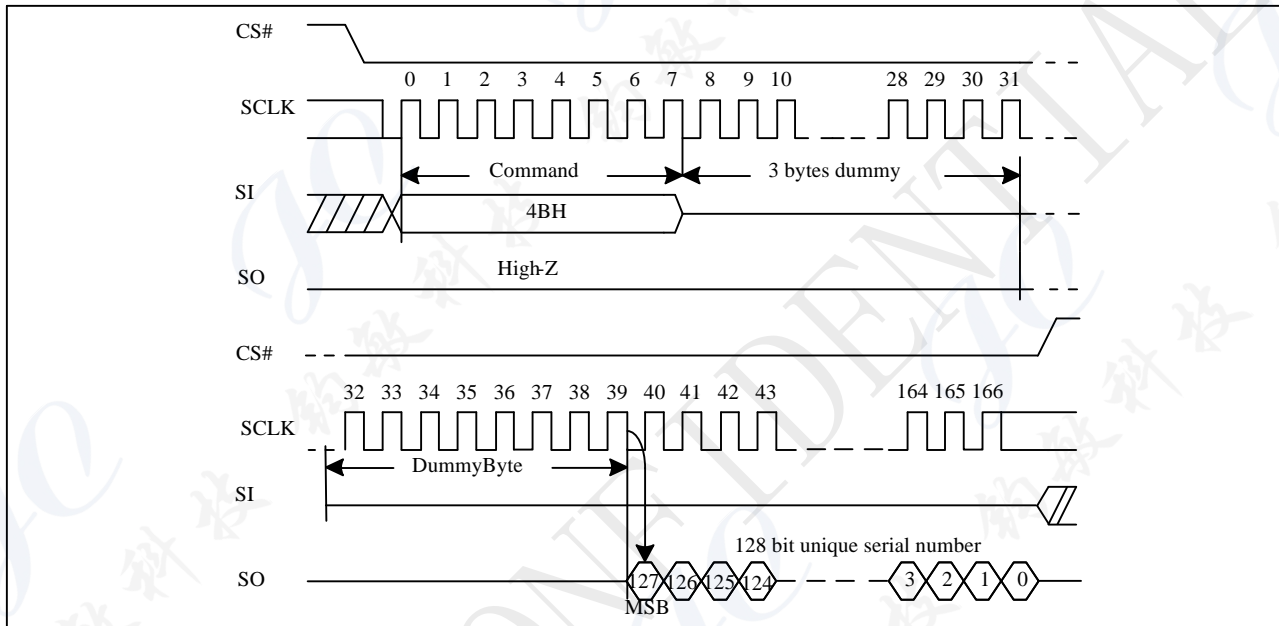 CS#
0 1 2 3 4 5 6 7 8 9 10 28 29 30 31
SCLK
Command 3 bytes dummy
SI
4BH
High-Z
SO
CS#
32 33 34 35 36 37 38 39 40 41 42 43 164 165 166
SCLK
DummyByte
SI
128 bit unique serial number
SO
127 126 125 124 3 2 1 0
MSB
CONFIDENTIAL